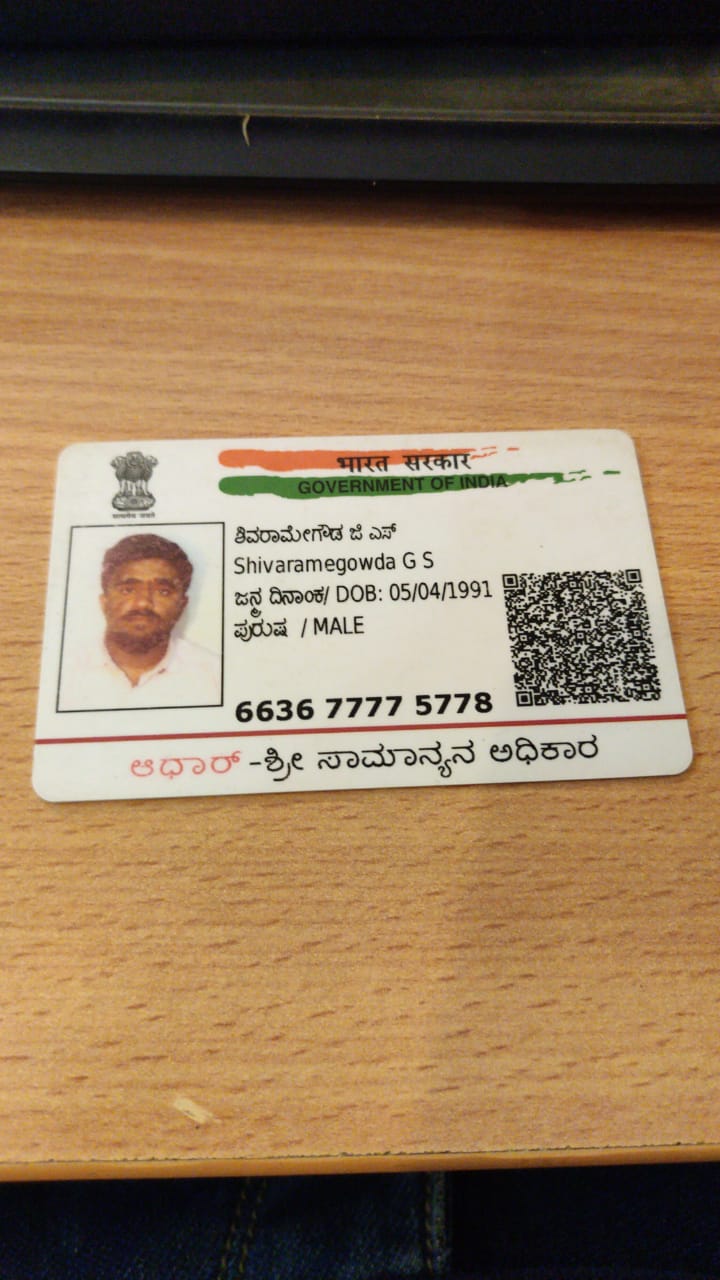 भारत सरकार
GOVERNMENT OF INDIA
सत्यमेव जयते
ಶಿವರಾಮೇಗೌಡ ಜಿ ಎಸ್
Shivaramegowda G S
ಜನ್ಮ ದಿನಾಂಕ/ DOB: 05/04/1991
ಪುರುಷ / MALE
6636 7777 5778
ಆಧಾರ್ -ಶ್ರೀ ಸಾಮಾನ್ಯನ ಅಧಿಕಾರ